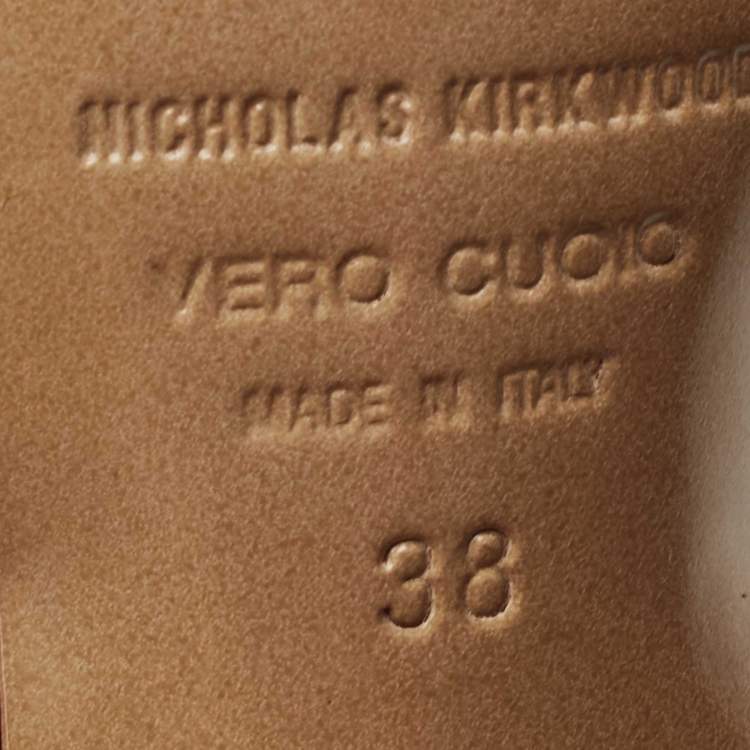 NICHOLAS KIRKWOOD
VERO CUOIO
MADE IN ITALY
38